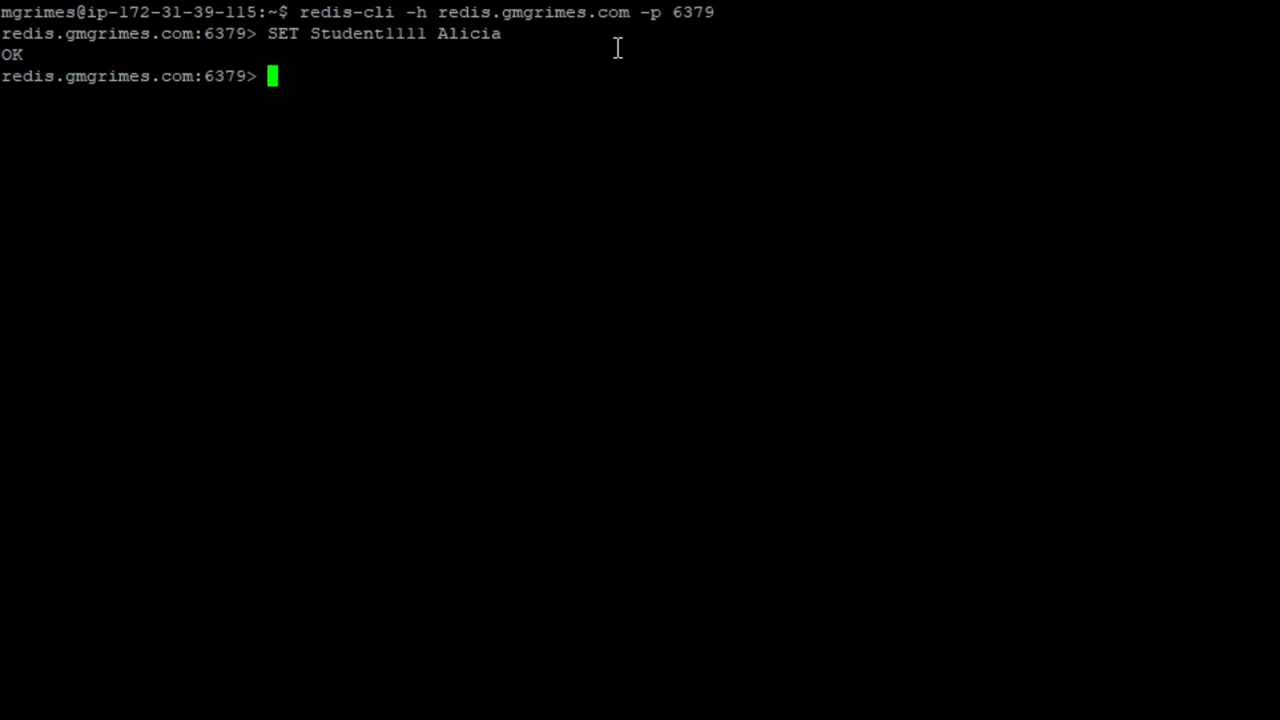 mgrimes@ip-172-31-39-115:~$ redis-cli -h redis.gmgrimes.com -p 6379
redis.gmgrimes.com:6379> SET Student1111 Alicia
OK
redis.gmgrimes.com:6379>